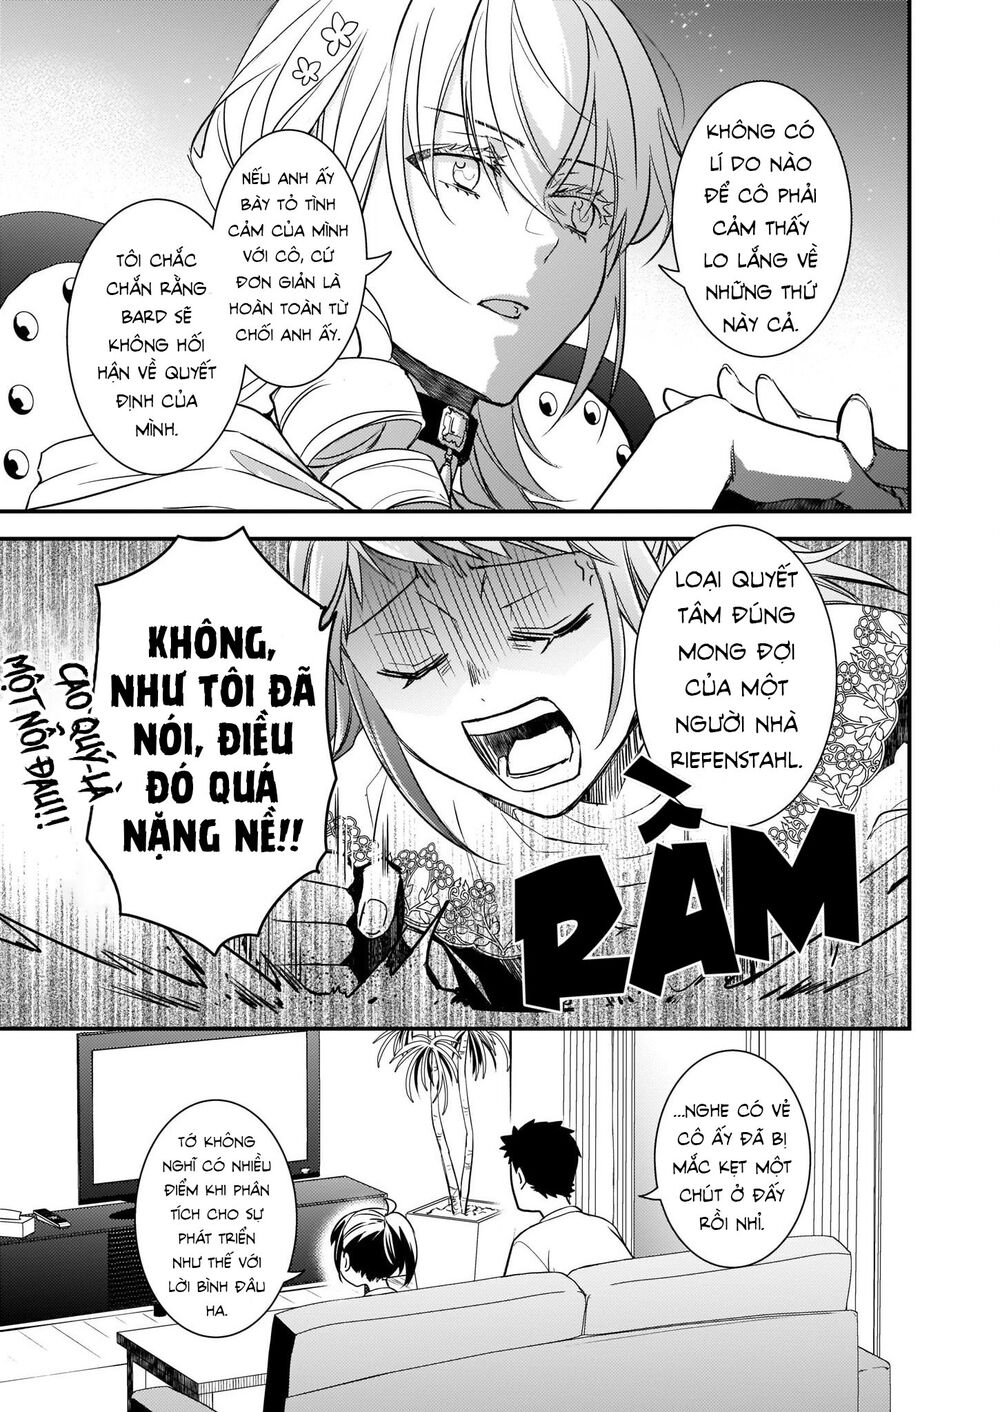 KHÔNG CÓ
LÍ DO NÀO
ĐỂ CÔ PHẢI
CẢM THẤY
LO LẮNG VỀ
NHỮNG THỨ
NÀY CẢ.
NẾU ANH ẤY
BÀY TỎ TÌNH
CẢM CỦA MÌNH
VỚI CÔ, CỨ
ĐƠN GIẢN LÀ
HOÀN TOÀN TỪ
CHỐI ANH ẤY.
TÔI CHẮC
CHẮN RẰNG
BARD SẼ
KHÔNG HỐI
HẬN VỀ QUYẾT
ĐỊNH CỦA
MÌNH.
LOẠI QUYẾT
TÂM ĐÚNG
MONG ĐỢI
CỦA MỘT
NGƯỜI NHÀ
RIEFENSTAHL.
RẦM
KHÔNG,
NHƯ TÔI ĐÃ
NÓI, ĐIỀU
ĐÓ QUÁ
NẶNG NỀ!!
CAO QUÝ LÀ
MỘT NỖI ĐAU!!
...NGHE CÓ VẺ
CÔ ẤY ĐÃ BỊ
MẮC KẸT MỘT
CHÚT Ở ĐẤY
RỒI NHỈ.
TỚ KHÔNG
NGHĨ CÓ NHIỀU
ĐIỂM KHI PHÂN
TÍCH CHO SỰ
PHÁT TRIỂN
NHƯ THẾ VỚI
LỜI BÌNH ĐÂU
HA.